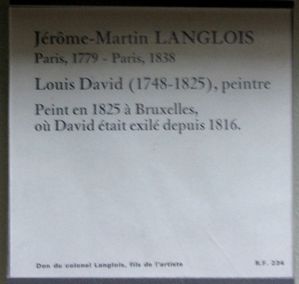 Jérôme-Martin LANGLOIS
Paris, 1779 - Paris, 1838
Louis David (1748-1825), peintre
Peint en 1825 à Bruxelles,
où David était exilé depuis 1816.
Don du colonel Langlois, fils de l'artiste
R.F. 234